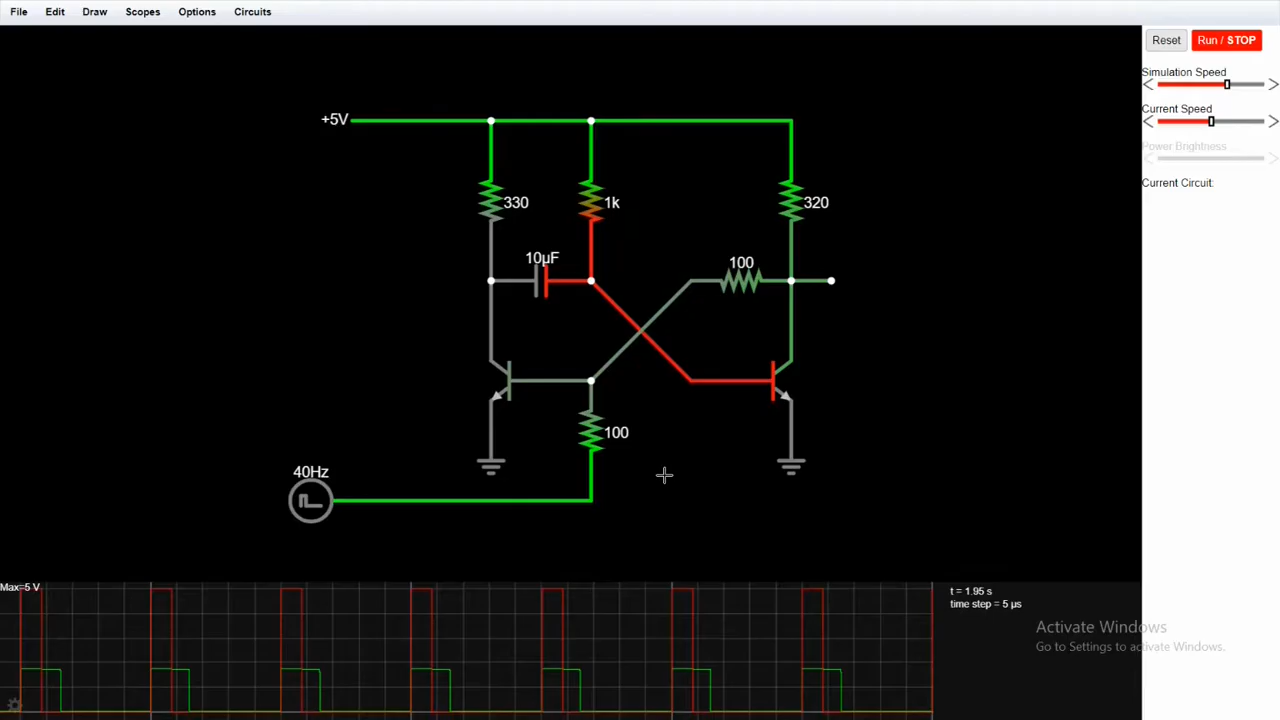 File Edit Draw Scopes Options Circuits
Reset Run / STOP
Simulation Speed
Current Speed
Power Brightness
Current Circuit:
+5V
330 1k 320
10µF 100
100
40Hz
Max=5 V
t = 1.95 s
time step = 5 µs
Activate Windows
Go to Settings to activate Windows.